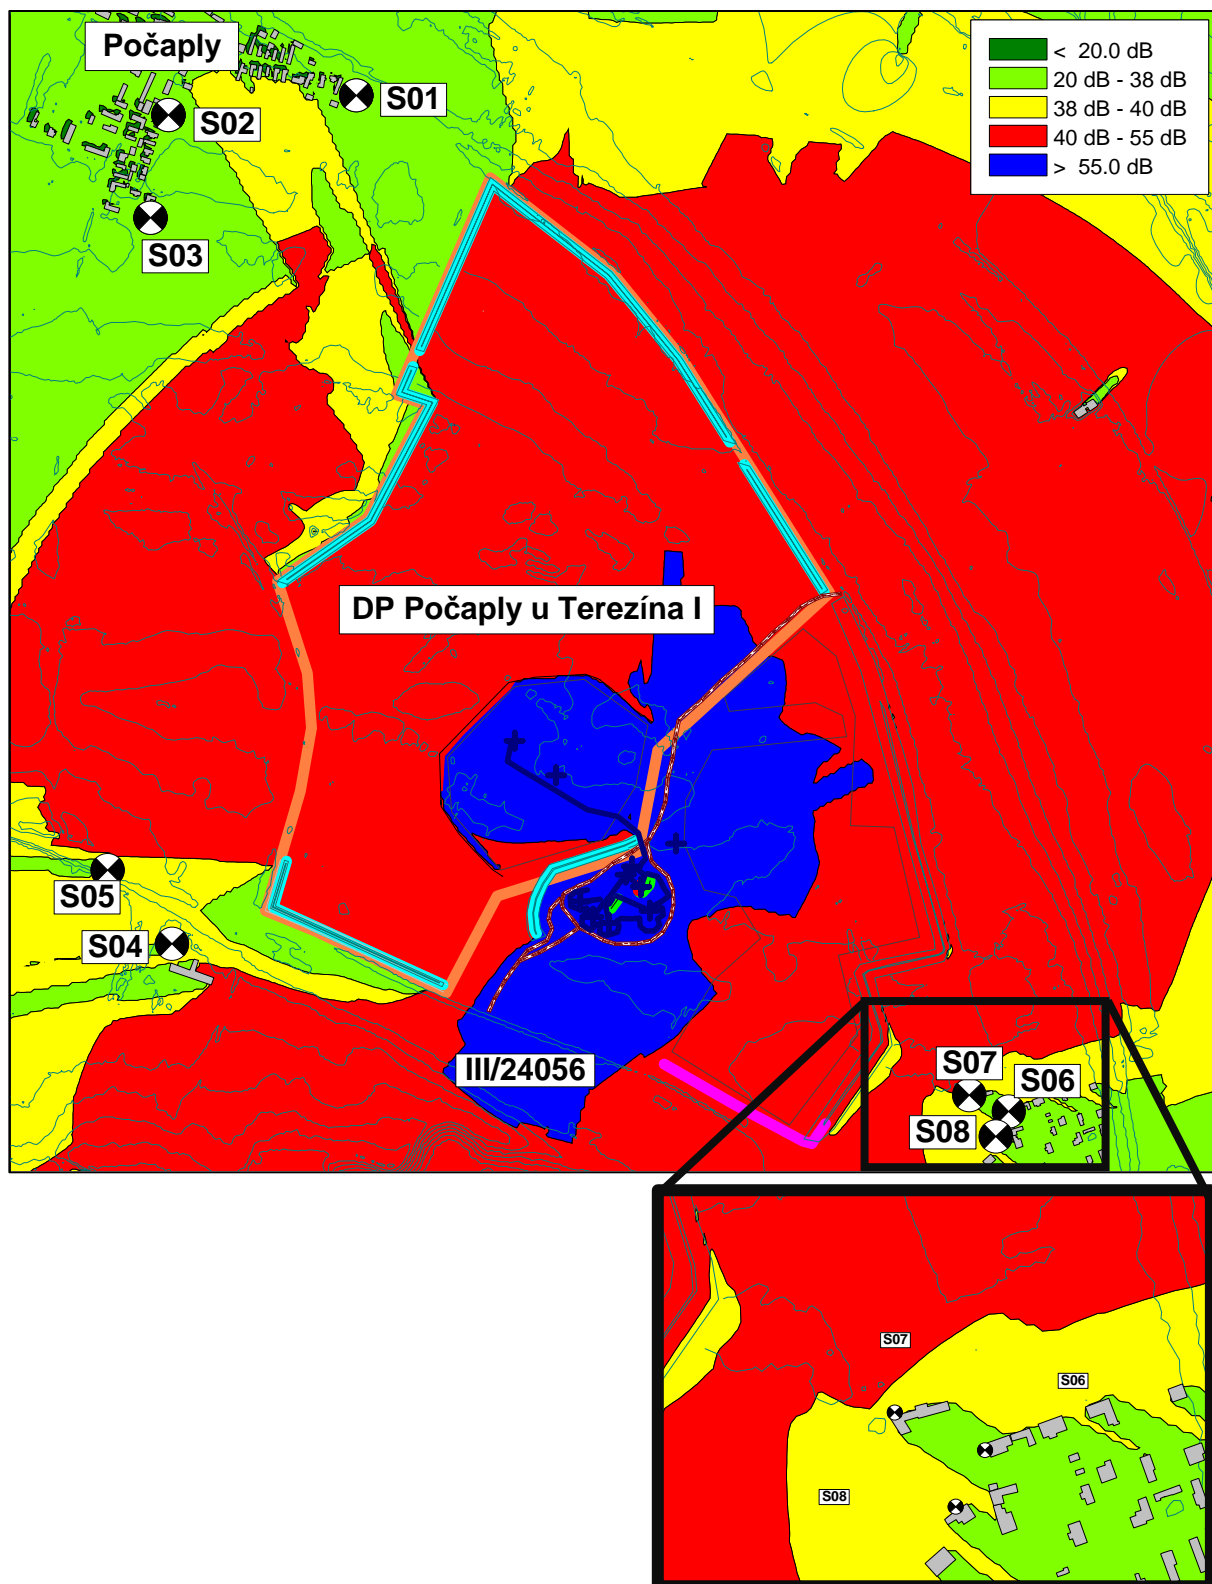 Počaply
S01
S02
S03
< 20.0 dB
20 dB - 38 dB
38 dB - 40 dB
40 dB - 55 dB
> 55.0 dB
DP Počaply u Terezína I
S05
S04
III/24056
S07
S06
S08
S07
S06
S08